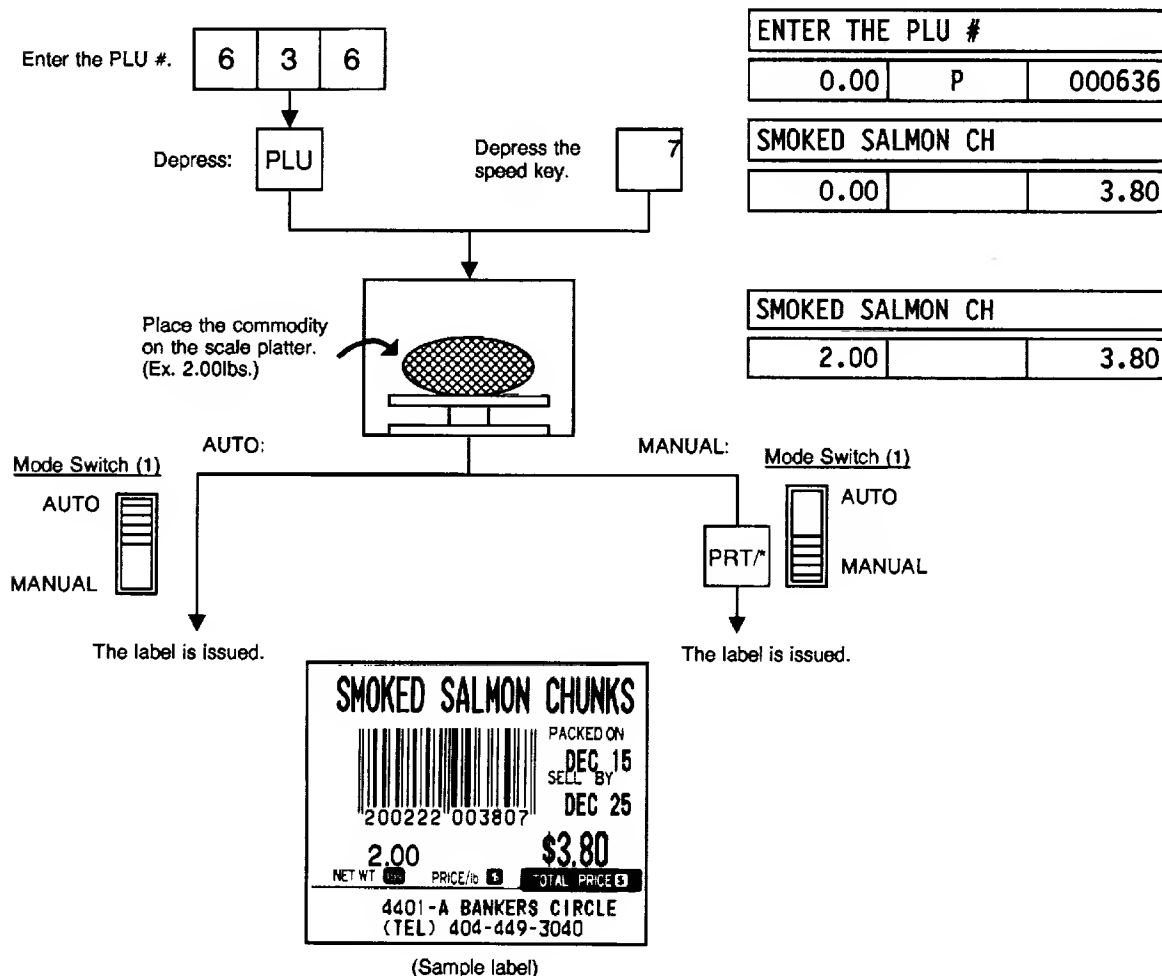 Enter the PLU #.
6 3 6
Depress:
PLU
Depress the
speed key.
7
ENTER THE PLU #
0.00 P 000636
SMOKED SALMON CH
0.00 3.80
Place the commodity
on the scale platter.
(Ex. 2.00lbs.)
SMOKED SALMON CH
2.00 3.80
AUTO:
Mode Switch (1)
AUTO
MANUAL
The label is issued.
MANUAL:
Mode Switch (1)
PRT/*
AUTO
MANUAL
The label is issued.
SMOKED SALMON CHUNKS
PACKED ON
DEC 15
SELL BY
DEC 25
200222 003807
2.00 $3.80
NET WT PRICE/lb $ TOTAL PRICE $
4401-A BANKERS CIRCLE
(TEL) 404-449-3040
(Sample label)